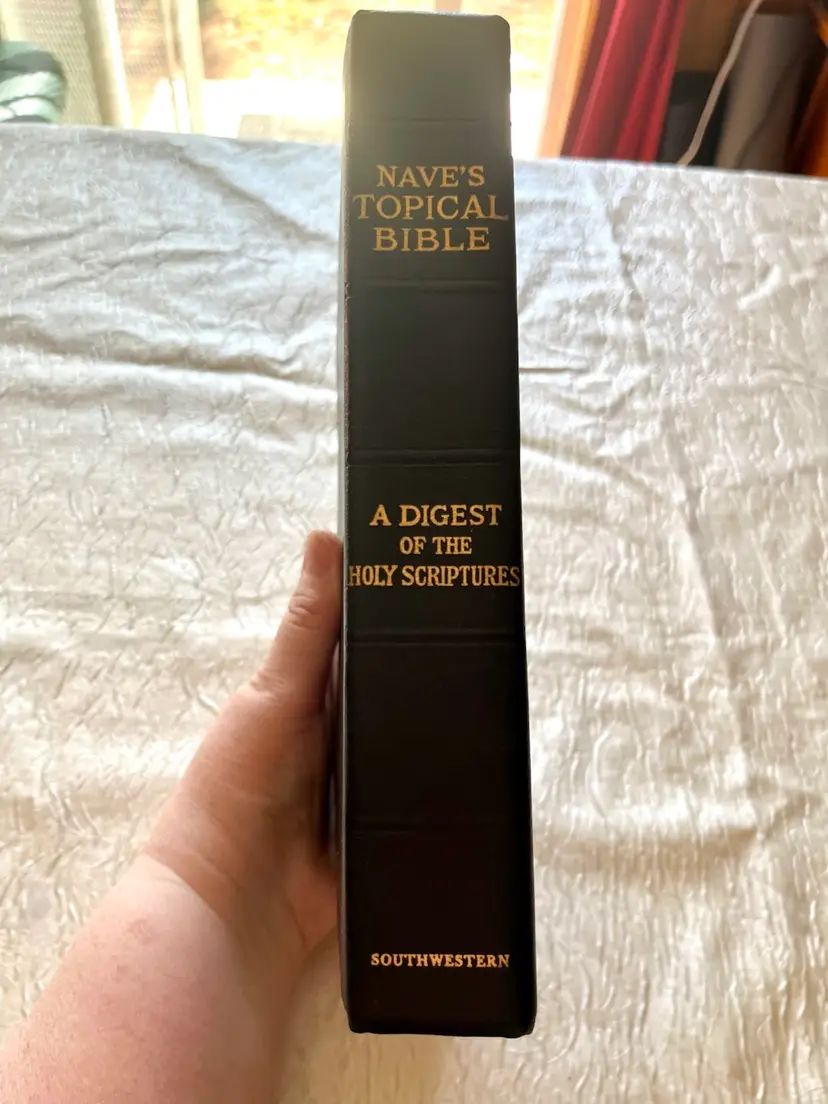 NAVE'S
TOPICAL
BIBLE
A DIGEST
OF THE
HOLY SCRIPTURES
SOUTHWESTERN